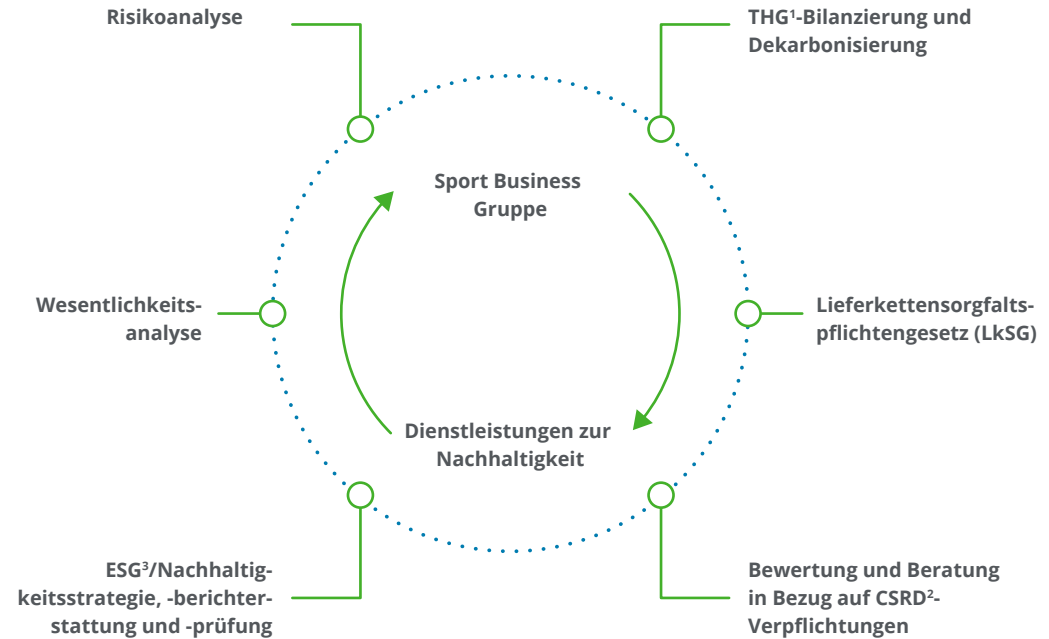 Risikoanalyse
THG¹-Bilanzierung und
Dekarbonisierung
Sport Business
Gruppe
Wesentlichkeits-
analyse
Lieferkettensorgfalts-
pflichtengesetz (LkSG)
Dienstleistungen zur
Nachhaltigkeit
ESG³/Nachhaltig-
keitsstrategie, -berichter-
stattung und -prüfung
Bewertung und Beratung
in Bezug auf CSRD²-
Verpflichtungen